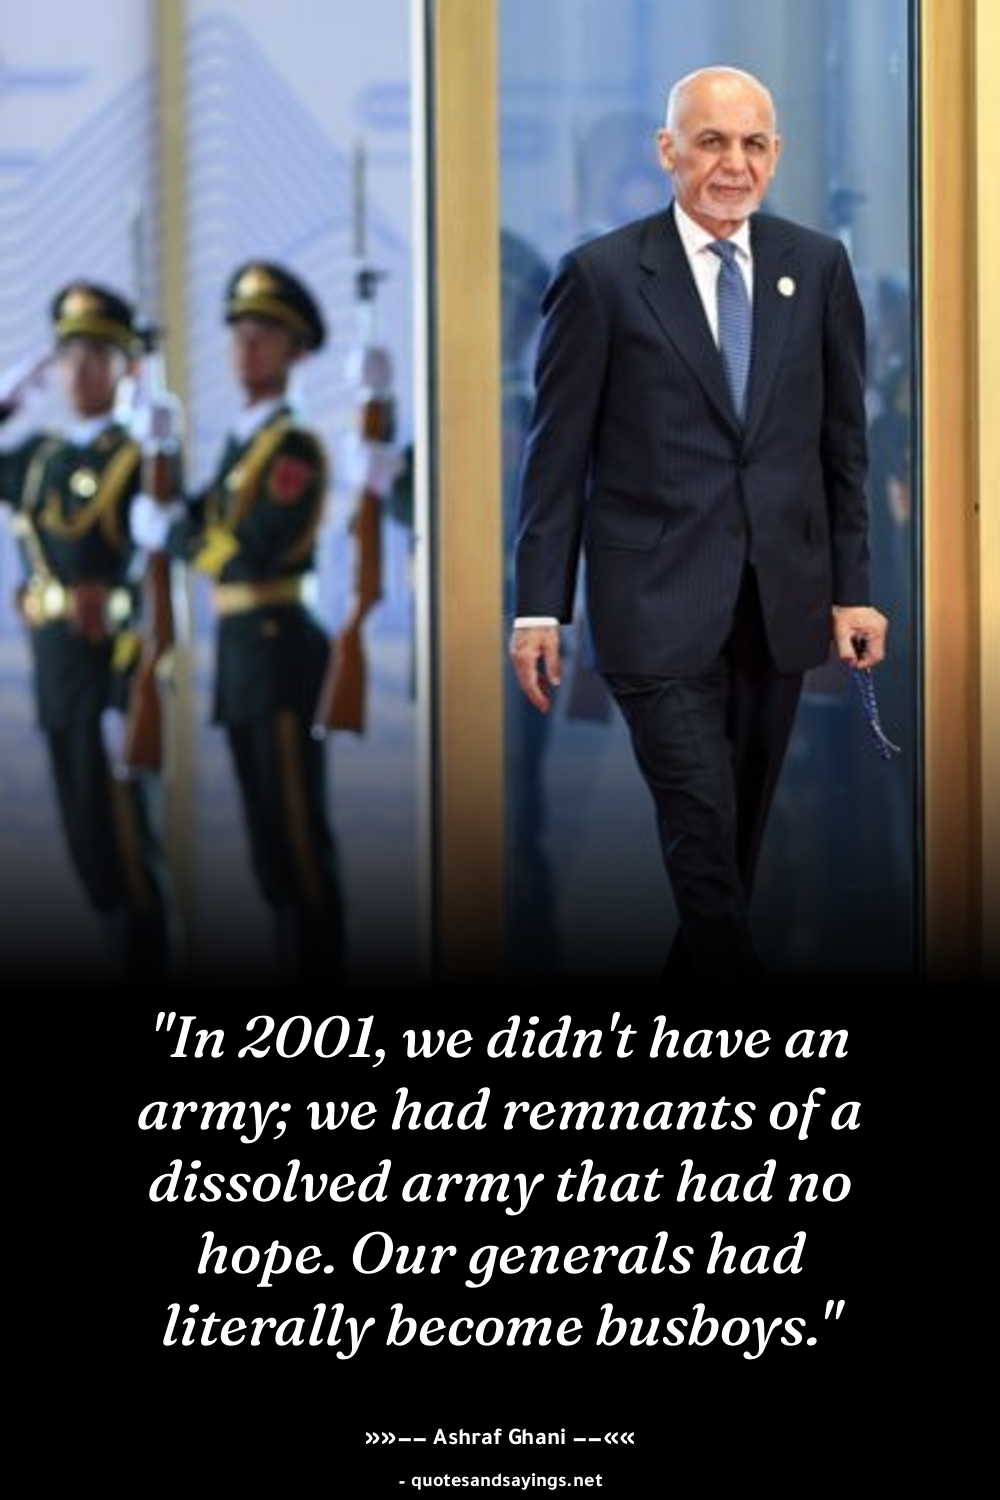 "In 2001, we didn't have an
army; we had remnants of a
dissolved army that had no
hope. Our generals had
literally become busboys."
»»–– Ashraf Ghani ––««
- quotesandsayings.net